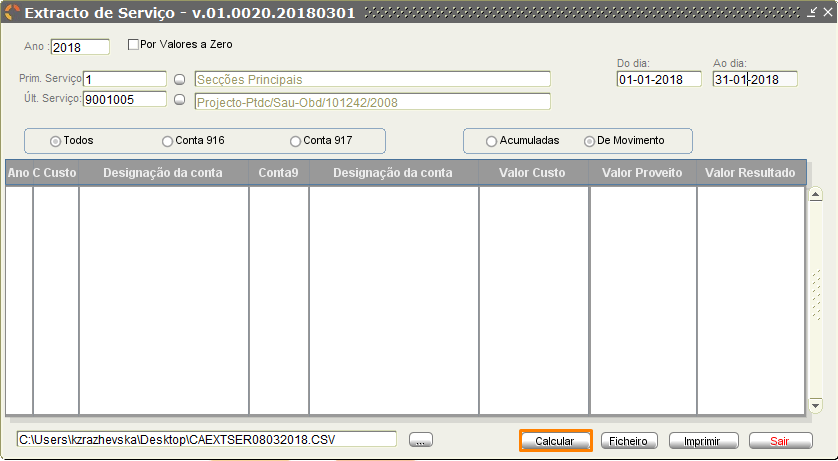 Extracto de Serviço - v.01.0020.20180301
Ano : 2018 Por Valores a Zero
Do dia: Ao dia:
Prim. Serviço 1 Secções Principais 01-01-2018 31-01-2018
Últ. Serviço: 9001005 Projecto-Ptdc/Sau-Obd/101242/2008
Todos Conta 916 Conta 917 Acumuladas De Movimento
Ano C Custo Designação da conta Conta9 Designação da conta Valor Custo Valor Proveito Valor Resultado
C:\Users\kzrazhevska\Desktop\CAEXTSER08032018.CSV ... Calcular Ficheiro Imprimir Sair